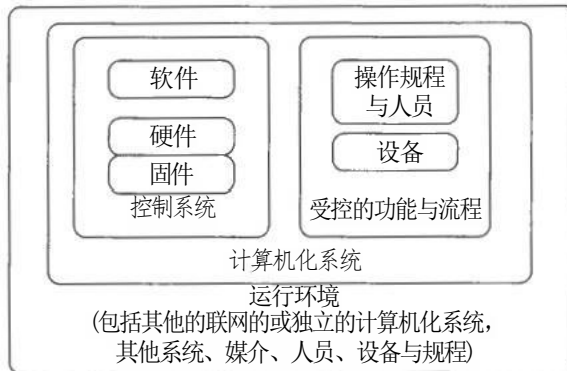 软件
硬件
固件
控制系统
操作规程
与人员
设备
受控的功能与流程
计算机化系统
运行环境
(包括其他的联网的或独立的计算机化系统,
其他系统、媒介、人员、设备与规程)